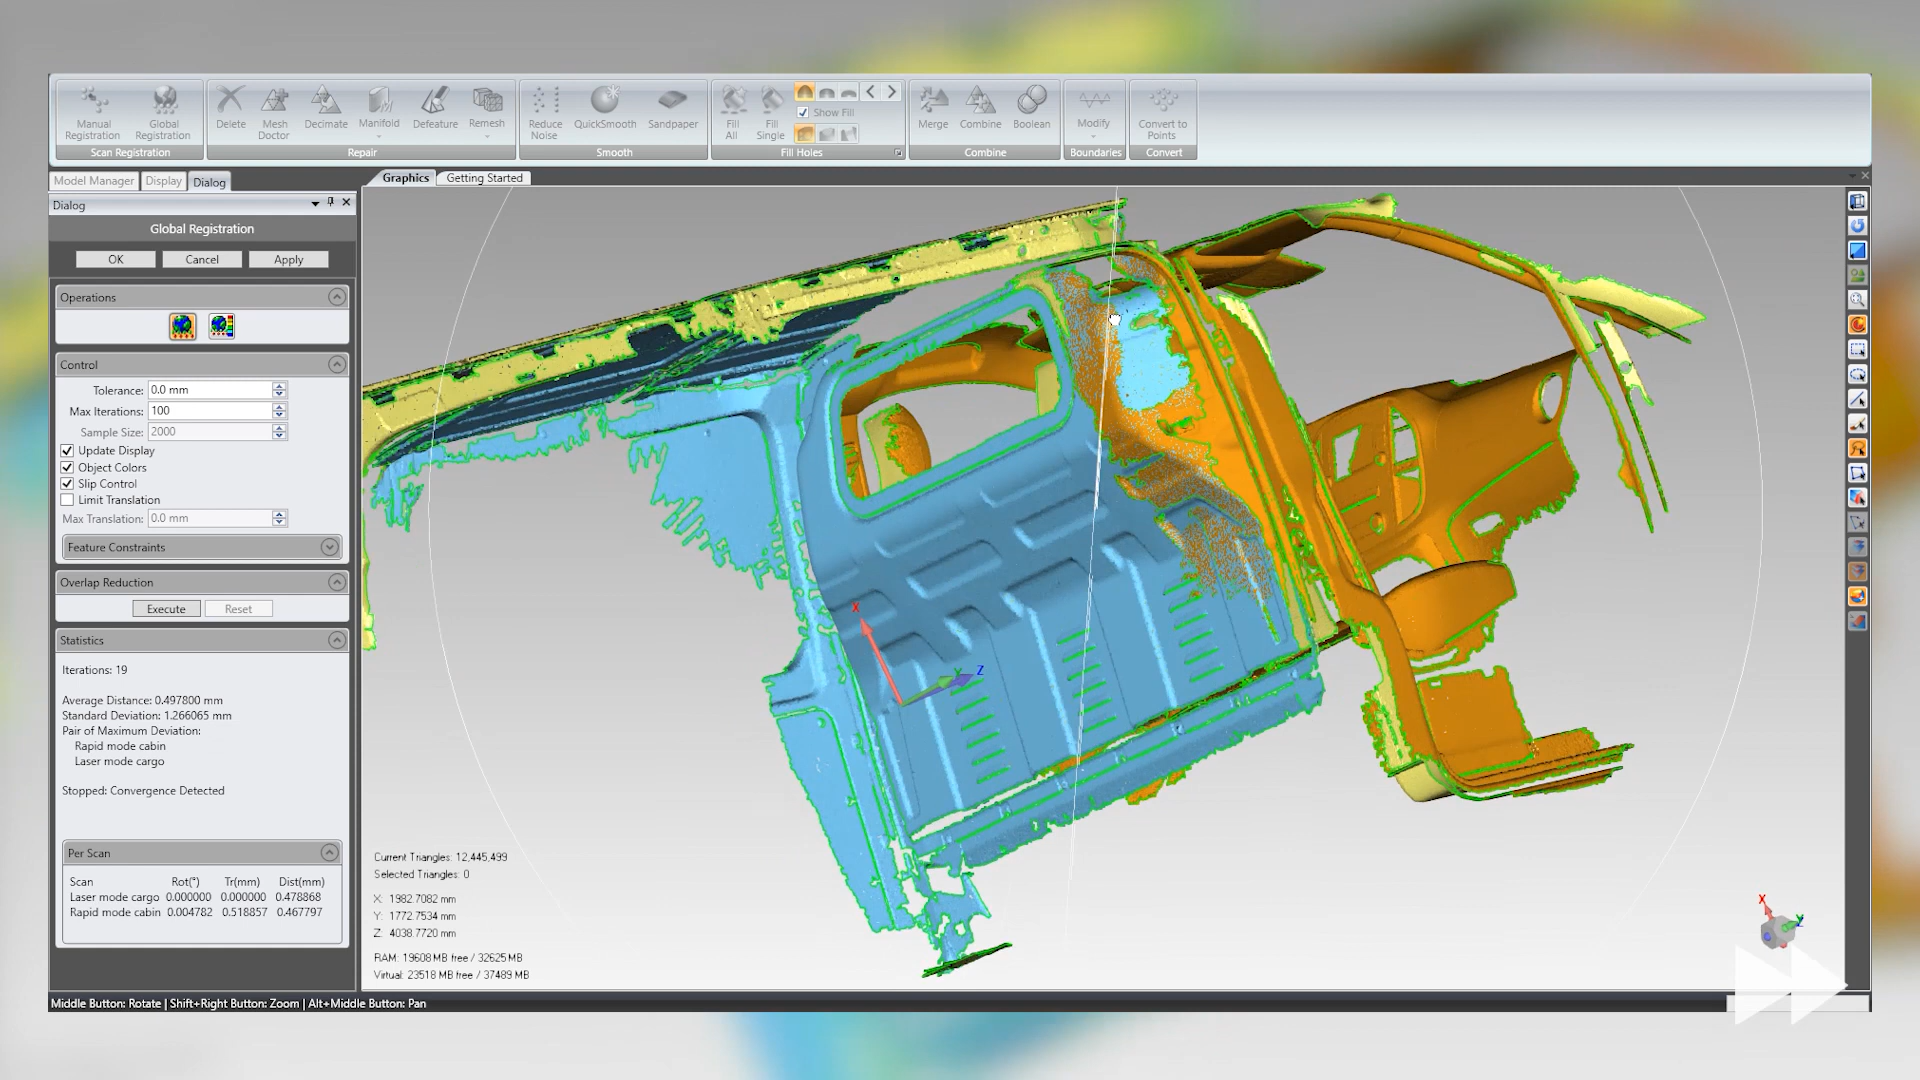 Manual Registration
Global Registration
Scan Registration
Delete
Mesh Doctor
Decimate
Manifold
Defeature
Remesh
Repair
Reduce Noise
QuickSmooth
Sandpaper
Smooth
Fill All
Fill Single
Show Fill
Fill Holes
Merge
Combine
Boolean
Combine
Modify
Boundaries
Convert to Points
Convert
Model Manager
Display
Dialog
Graphics
Getting Started
Dialog
Global Registration
OK
Cancel
Apply
Operations
Control
Tolerance: 0.0 mm
Max Iterations: 100
Sample Size: 2000
Update Display
Object Colors
Slip Control
Limit Translation
Max Translation: 0.0 mm
Feature Constraints
Overlap Reduction
Execute
Reset
Statistics
Iterations: 19
Average Distance: 0.497800 mm
Standard Deviation: 1.266065 mm
Pair of Maximum Deviation:
Rapid mode cabin
Laser mode cargo
Stopped: Convergence Detected
Per Scan
Scan Rot(°) Tr(mm) Dist(mm)
Laser mode cargo 0.000000 0.000000 0.478868
Rapid mode cabin 0.004782 0.518857 0.467797
X
Y
Z
Current Triangles: 12,445,499
Selected Triangles: 0
X: 1982.7082 mm
Y: 1772.7534 mm
Z: 4038.7720 mm
RAM: 19608 MB free / 32625 MB
Virtual: 23518 MB free / 37489 MB
X
Y
Middle Button: Rotate | Shift+Right Button: Zoom | Alt+Middle Button: Pan